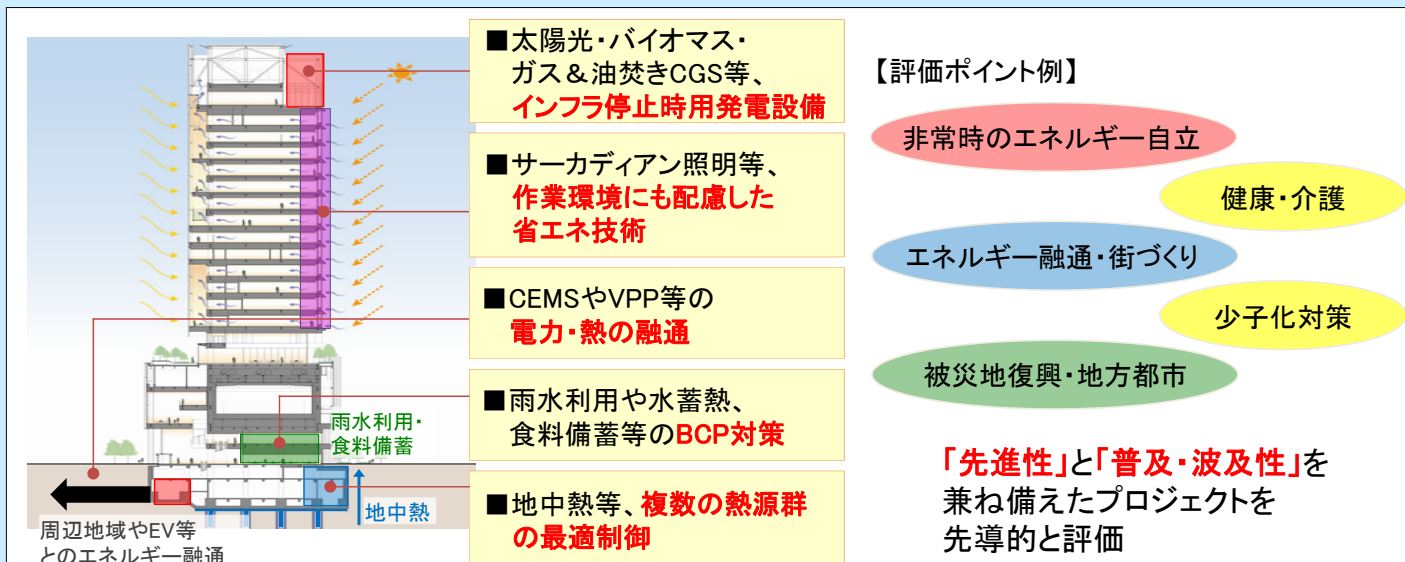 ■太陽光・バイオマス・
ガス＆油焚きCGS等、
インフラ停止時用発電設備
■サーカディアン照明等、
作業環境にも配慮した
省エネ技術
■CEMSやVPP等の
電力・熱の融通
■雨水利用や水蓄熱、
食料備蓄等のBCP対策
■地中熱等、複数の熱源群
の最適制御
雨水利用・
食料備蓄
地中熱
周辺地域やEV等
とのエネルギー融通
【評価ポイント例】
非常時のエネルギー自立
健康・介護
エネルギー融通・街づくり
少子化対策
被災地復興・地方都市
「先進性」と「普及・波及性」を
兼ね備えたプロジェクトを
先導的と評価